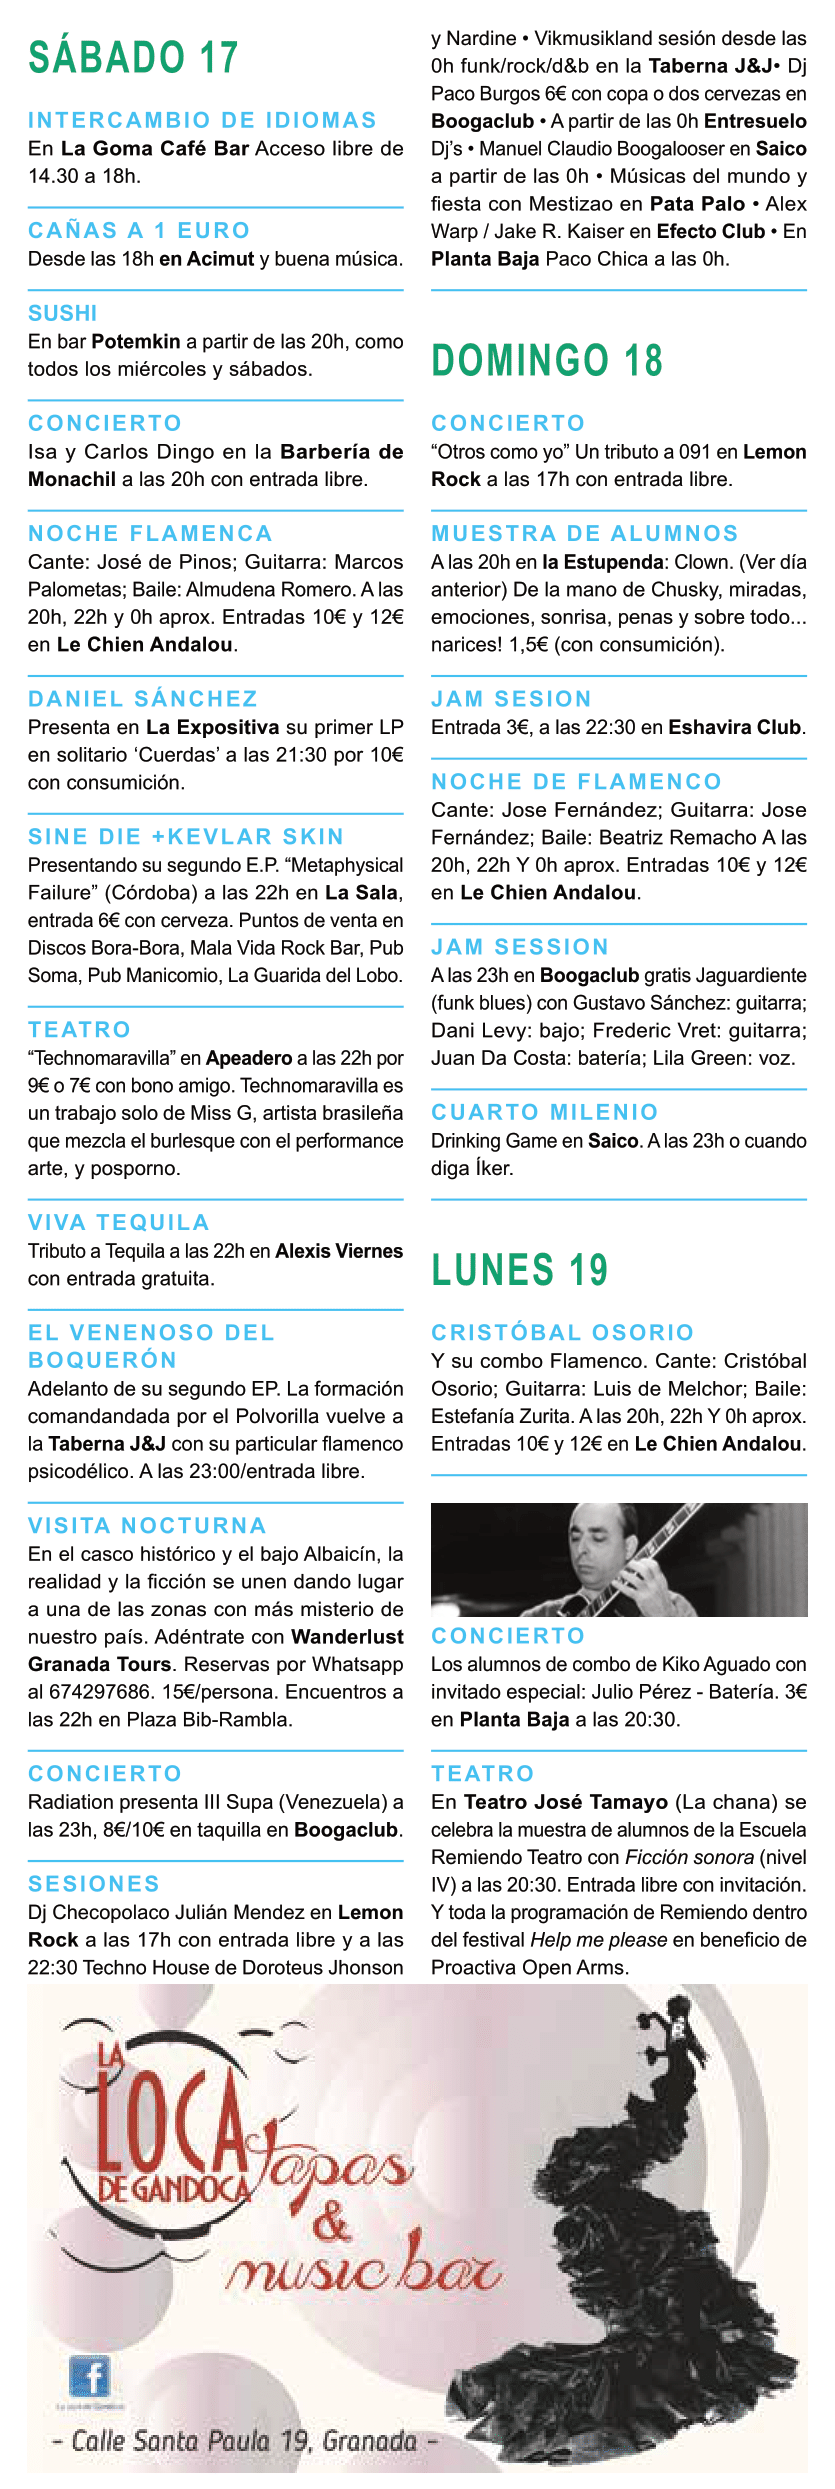 SÁBADO 17
INTERCAMBIO DE IDIOMAS
En La Goma Café Bar Acceso libre de
14.30 a 18h.
CAÑAS A 1 EURO
Desde las 18h en Acimut y buena música.
SUSHI
En bar Potemkin a partir de las 20h, como
todos los miércoles y sábados.
CONCIERTO
Isa y Carlos Dingo en la Barbería de
Monachil a las 20h con entrada libre.
NOCHE FLAMENCA
Cante: José de Pinos; Guitarra: Marcos
Palometas; Baile: Almudena Romero. A las
20h, 22h y 0h aprox. Entradas 10€ y 12€
en Le Chien Andalou.
DANIEL SÁNCHEZ
Presenta en La Expositiva su primer LP
en solitario ‘Cuerdas’ a las 21:30 por 10€
con consumición.
SINE DIE +KEVLAR SKIN
Presentando su segundo E.P. “Metaphysical
Failure” (Córdoba) a las 22h en La Sala,
entrada 6€ con cerveza. Puntos de venta en
Discos Bora-Bora, Mala Vida Rock Bar, Pub
Soma, Pub Manicomio, La Guarida del Lobo.
TEATRO
“Technomaravilla” en Apeadero a las 22h por
9€ o 7€ con bono amigo. Technomaravilla es
un trabajo solo de Miss G, artista brasileña
que mezcla el burlesque con el performance
arte, y posporno.
VIVA TEQUILA
Tributo a Tequila a las 22h en Alexis Viernes
con entrada gratuita.
EL VENENOSO DEL
BOQUERÓN
Adelanto de su segundo EP. La formación
comandandada por el Polvorilla vuelve a
la Taberna J&J con su particular flamenco
psicodélico. A las 23:00/entrada libre.
VISITA NOCTURNA
En el casco histórico y el bajo Albaicín, la
realidad y la ficción se unen dando lugar
a una de las zonas con más misterio de
nuestro país. Adéntrate con Wanderlust
Granada Tours. Reservas por Whatsapp
al 674297686. 15€/persona. Encuentros a
las 22h en Plaza Bib-Rambla.
CONCIERTO
Radiation presenta III Supa (Venezuela) a
las 23h, 8€/10€ en taquilla en Boogaclub.
SESIONES
Dj Checopolaco Julián Mendez en Lemon
Rock a las 17h con entrada libre y a las
22:30 Techno House de Doroteus Jhonson
y Nardine • Vikmusikland sesión desde las
0h funk/rock/d&b en la Taberna J&J• Dj
Paco Burgos 6€ con copa o dos cervezas en
Boogaclub • A partir de las 0h Entresuelo
Dj’s • Manuel Claudio Boogalooser en Saico
a partir de las 0h • Músicas del mundo y
fiesta con Mestizao en Pata Palo • Alex
Warp / Jake R. Kaiser en Efecto Club • En
Planta Baja Paco Chica a las 0h.
DOMINGO 18
CONCIERTO
“Otros como yo” Un tributo a 091 en Lemon
Rock a las 17h con entrada libre.
MUESTRA DE ALUMNOS
A las 20h en la Estupenda: Clown. (Ver día
anterior) De la mano de Chusky, miradas,
emociones, sonrisa, penas y sobre todo...
narices! 1,5€ (con consumición).
JAM SESION
Entrada 3€, a las 22:30 en Eshavira Club.
NOCHE DE FLAMENCO
Cante: Jose Fernández; Guitarra: Jose
Fernández; Baile: Beatriz Remacho A las
20h, 22h Y 0h aprox. Entradas 10€ y 12€
en Le Chien Andalou.
JAM SESSION
A las 23h en Boogaclub gratis Jaguardiente
(funk blues) con Gustavo Sánchez: guitarra;
Dani Levy: bajo; Frederic Vret: guitarra;
Juan Da Costa: batería; Lila Green: voz.
CUARTO MILENIO
Drinking Game en Saico. A las 23h o cuando
diga Íker.
LUNES 19
CRISTÓBAL OSORIO
Y su combo Flamenco. Cante: Cristóbal
Osorio; Guitarra: Luis de Melchor; Baile:
Estefanía Zurita. A las 20h, 22h Y 0h aprox.
Entradas 10€ y 12€ en Le Chien Andalou.
CONCIERTO
Los alumnos de combo de Kiko Aguado con
invitado especial: Julio Pérez - Batería. 3€
en Planta Baja a las 20:30.
TEATRO
En Teatro José Tamayo (La chana) se
celebra la muestra de alumnos de la Escuela
Remiendo Teatro con Ficción sonora (nivel
IV) a las 20:30. Entrada libre con invitación.
Y toda la programación de Remiendo dentro
del festival Help me please en beneficio de
Proactiva Open Arms.
LA
LOCA
DE GANDOCA
tapas
&
music bar
f
- Calle Santa Paula 19, Granada -